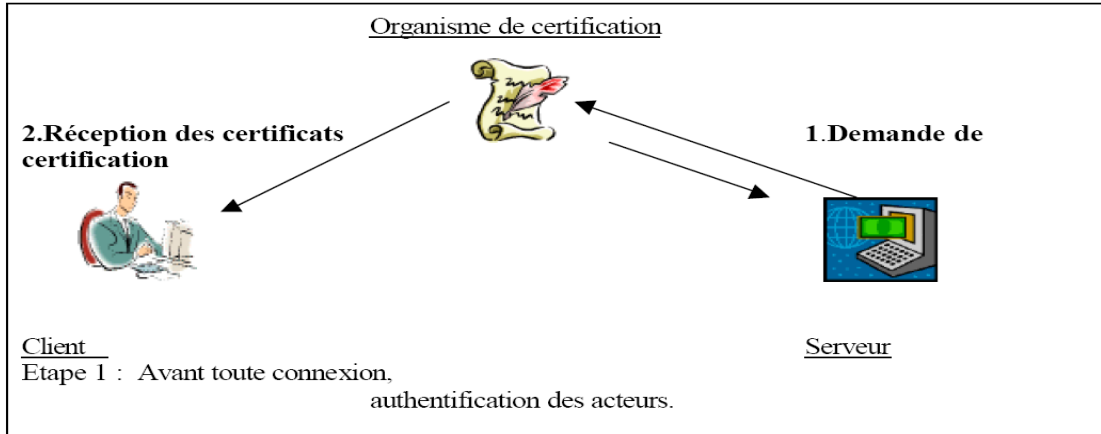 Organisme de certification
2.Réception des certificats 1.Demande de
certification
Client Serveur
Etape 1 : Avant toute connexion,
authentification des acteurs.